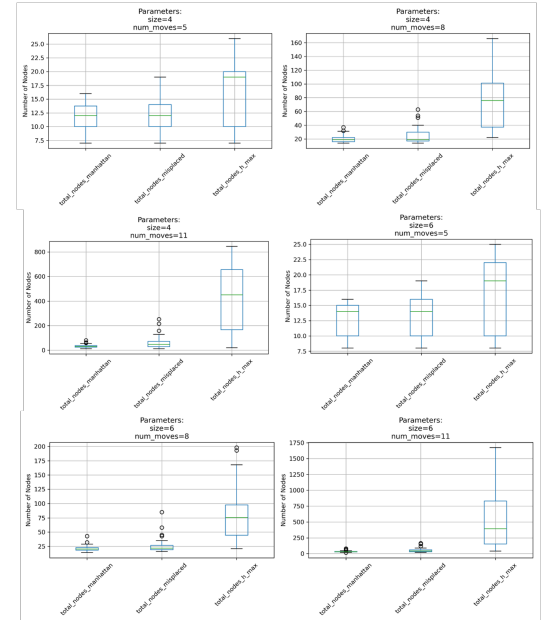 Parameters:
size=4
num_moves=5
Number of Nodes
25.0
22.5
20.0
17.5
15.0
12.5
10.0
7.5
total_nodes_manhattan
total_nodes_misplaced
total_nodes_h_max
Parameters:
size=4
num_moves=8
Number of Nodes
160
140
120
100
80
60
40
20
total_nodes_manhattan
total_nodes_misplaced
total_nodes_h_max
Parameters:
size=4
num_moves=11
Number of Nodes
800
600
400
200
0
total_nodes_manhattan
total_nodes_misplaced
total_nodes_h_max
Parameters:
size=6
num_moves=5
Number of Nodes
25.0
22.5
20.0
17.5
15.0
12.5
10.0
7.5
total_nodes_manhattan
total_nodes_misplaced
total_nodes_h_max
Parameters:
size=6
num_moves=8
Number of Nodes
200
175
150
125
100
75
50
25
total_nodes_manhattan
total_nodes_misplaced
total_nodes_h_max
Parameters:
size=6
num_moves=11
Number of Nodes
1750
1500
1250
1000
750
500
250
0
total_nodes_manhattan
total_nodes_misplaced
total_nodes_h_max